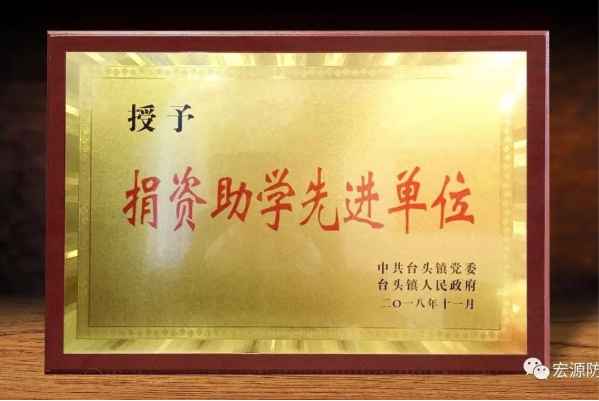 授予
捐资助学先进单位
中共台头镇党委
台头镇人民政府
二〇一八年十一月
宏源防